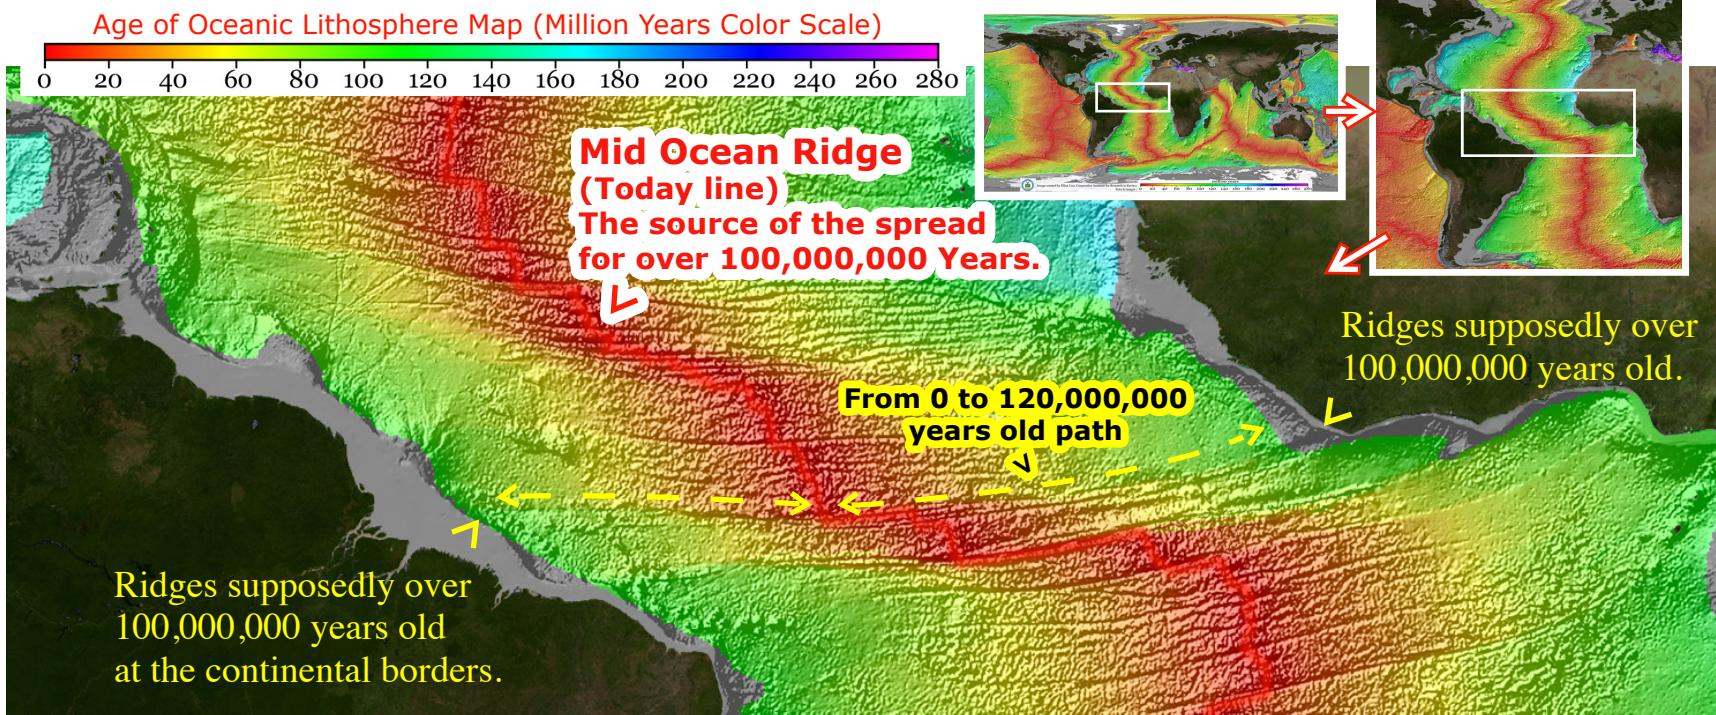 Age of Oceanic Lithosphere Map (Million Years Color Scale)
0 20 40 60 80 100 120 140 160 180 200 220 240 260 280
Mid Ocean Ridge
(Today line)
The source of the spread
for over 100,000,000 Years.
Ridges supposedly over
100,000,000 years old.
From 0 to 120,000,000
years old path
Ridges supposedly over
100,000,000 years old
at the continental borders.